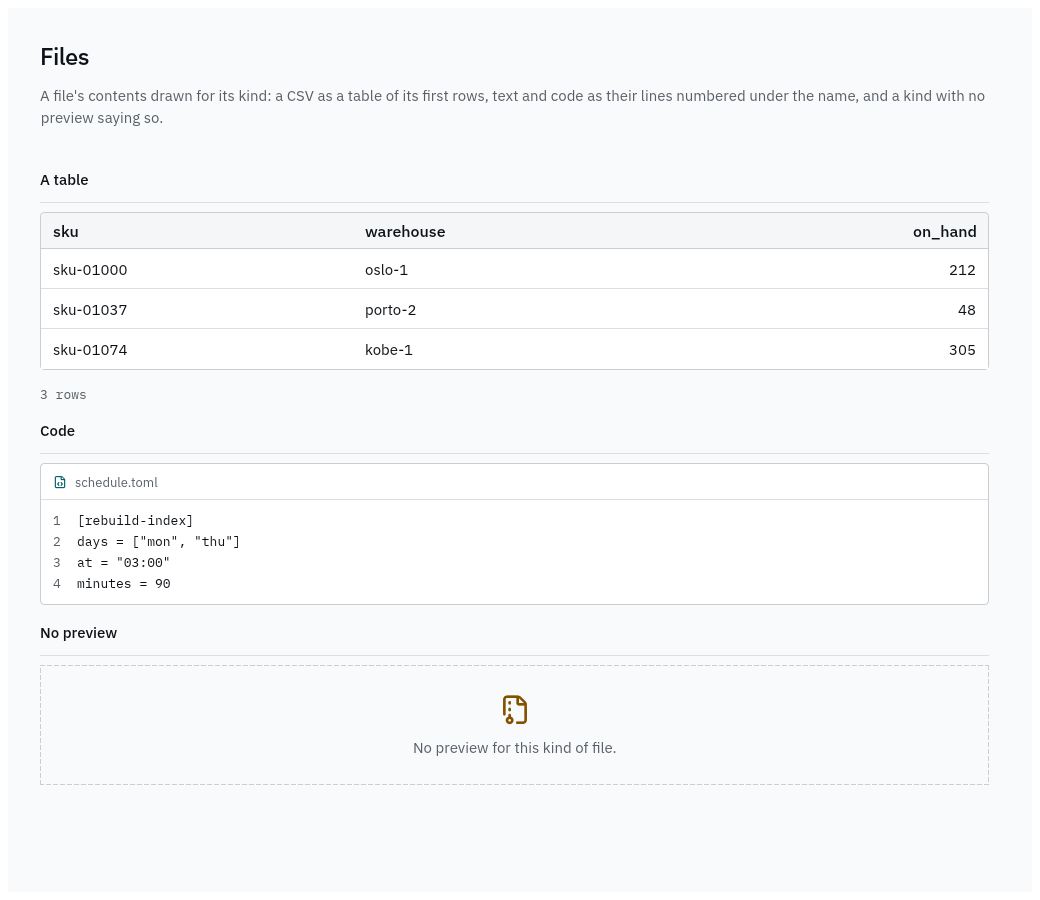 Files
A file's contents drawn for its kind: a CSV as a table of its first rows, text and code as their lines numbered under the name, and a kind with no
preview saying so.
A table
sku warehouse on_hand
sku-01000 oslo-1 212
sku-01037 porto-2 48
sku-01074 kobe-1 305
3 rows
Code
schedule.toml
1 [rebuild-index]
2 days = ["mon", "thu"]
3 at = "03:00"
4 minutes = 90
No preview
No preview for this kind of file.